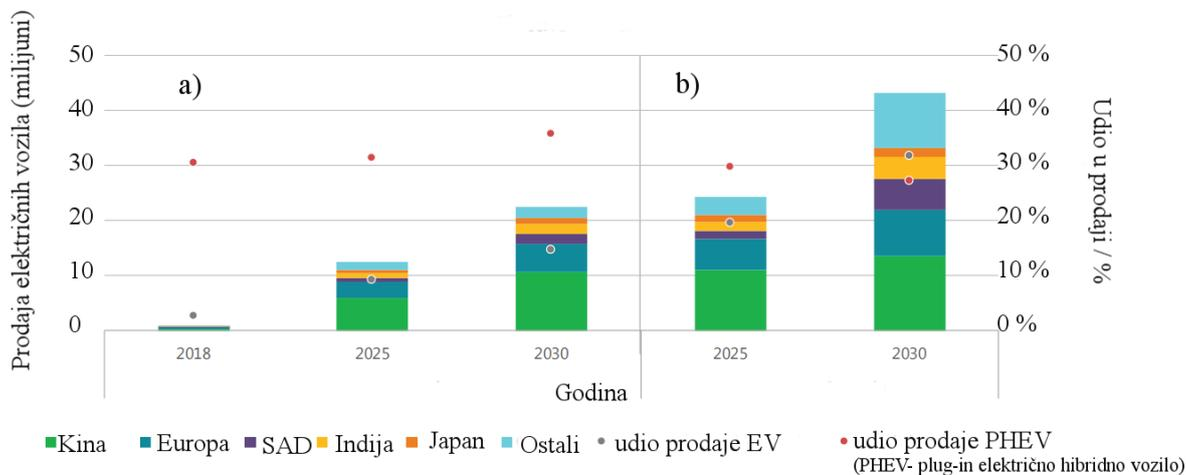 Prodaja električnih vozila (milijuni)
50
40
30
20
10
0
a)
b)
50 %
40 %
30 %
20 %
10 %
0 %
Udio u prodaji / %
2018
2025
2030
2025
2030
Godina
Kina
Europa
SAD
Indija
Japan
Ostali
udio prodaje EV
udio prodaje PHEV
(PHEV- plug-in električno hibridno vozilo)